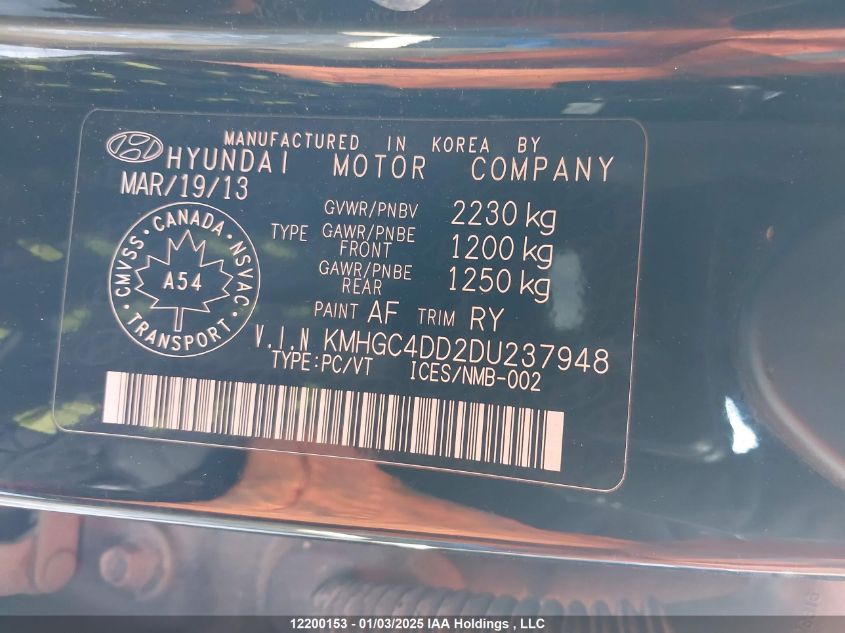 MANUFACTURED IN KOREA BY
HYUNDAI MOTOR COMPANY
MAR/19/13
GVWR/PNBV 2230 kg
TYPE GAWR/PNBE FRONT 1200 kg
GAWR/PNBE REAR 1250 kg
CMVSS · CANADA · NSVAC · TRANSPORT ·
A54
PAINT AF TRIM RY
V.I.N KMHGC4DD2DU237948
TYPE:PC/VT ICES/NMB-002
12200153 - 01/03/2025 IAA Holdings , LLC